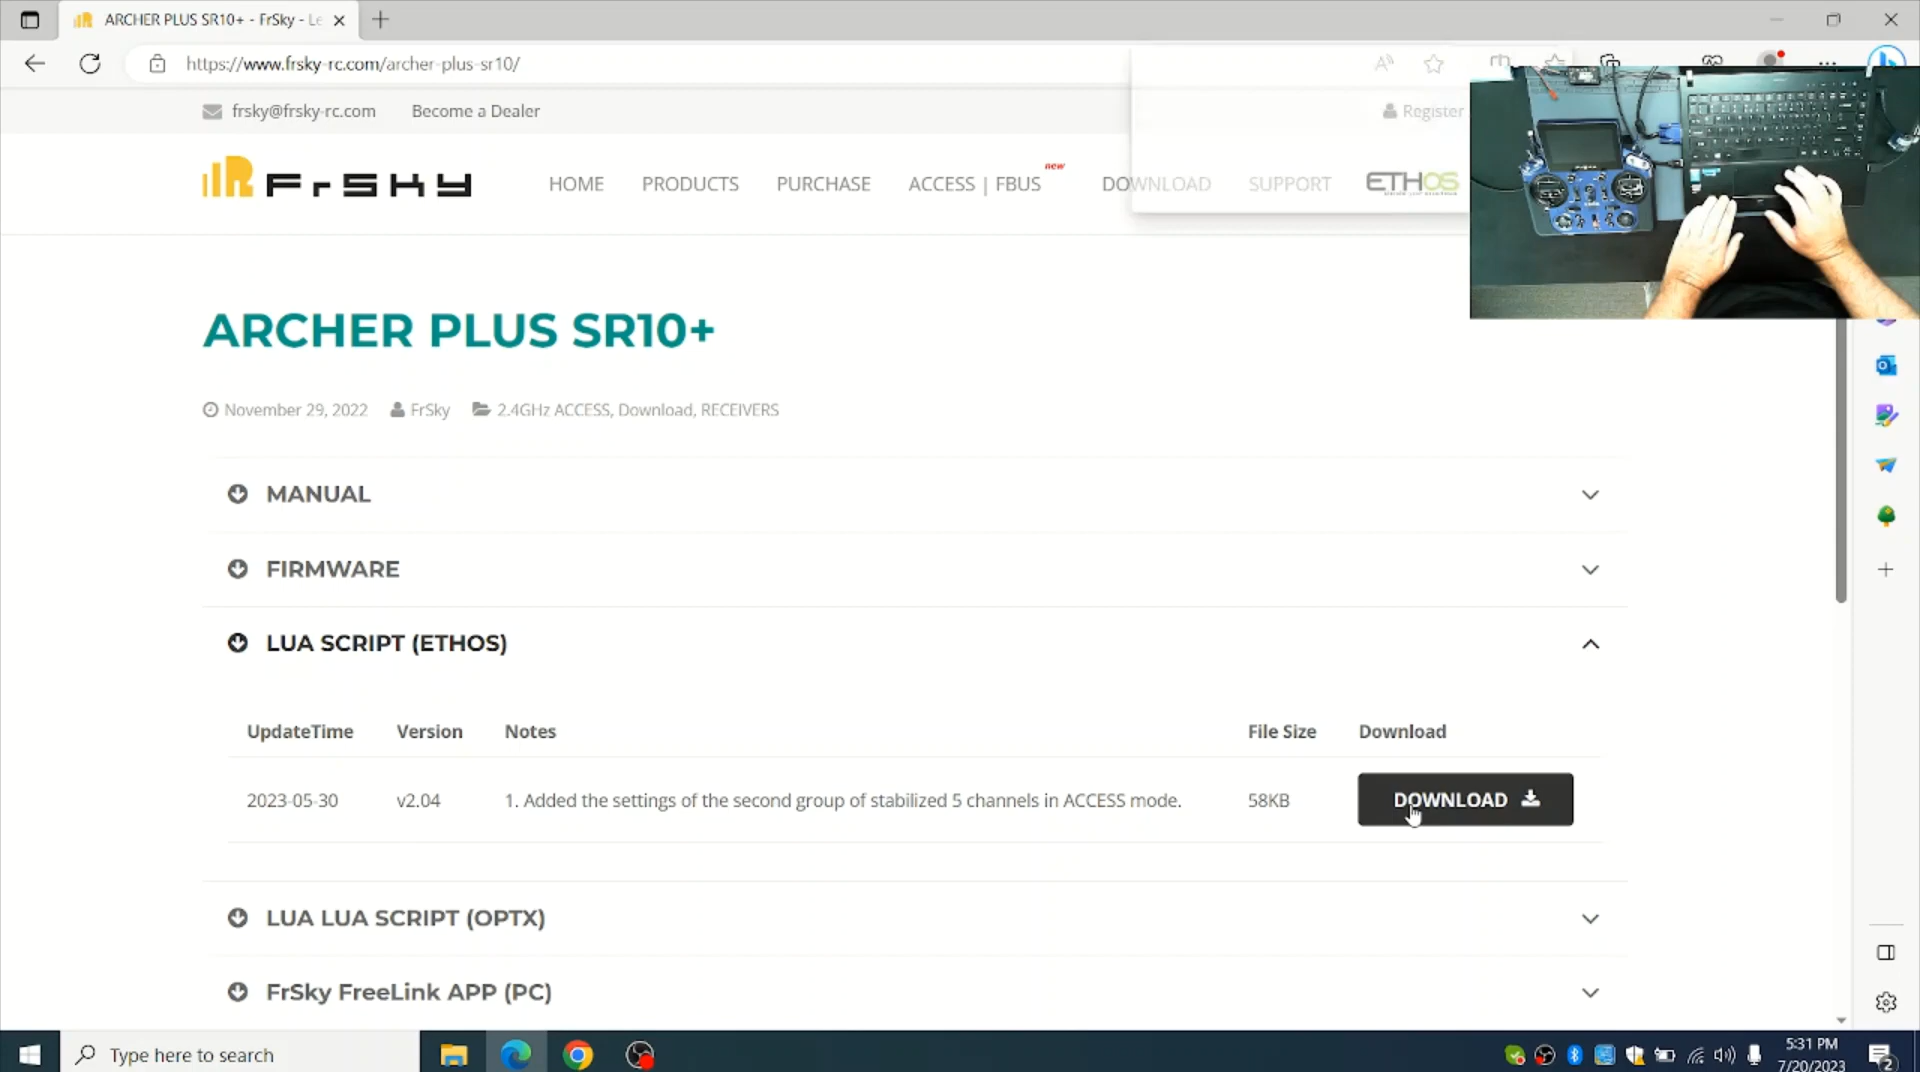 ARCHER PLUS SR10+ - FrSky - Le
https://www.frsky-rc.com/archer-plus-sr10/
frsky@frsky-rc.com Become a Dealer Register
FrSky HOME PRODUCTS PURCHASE ACCESS | FBUS new DOWNLOAD SUPPORT ETHOS
ARCHER PLUS SR10+
November 29, 2022 FrSky 2.4GHz ACCESS, Download, RECEIVERS
MANUAL
FIRMWARE
LUA SCRIPT (ETHOS)
UpdateTime Version Notes File Size Download
2023-05-30 v2.04 1. Added the settings of the second group of stabilized 5 channels in ACCESS mode. 58KB DOWNLOAD
LUA LUA SCRIPT (OPTX)
FrSky FreeLink APP (PC)
Type here to search
5:31 PM
7/20/2023
2